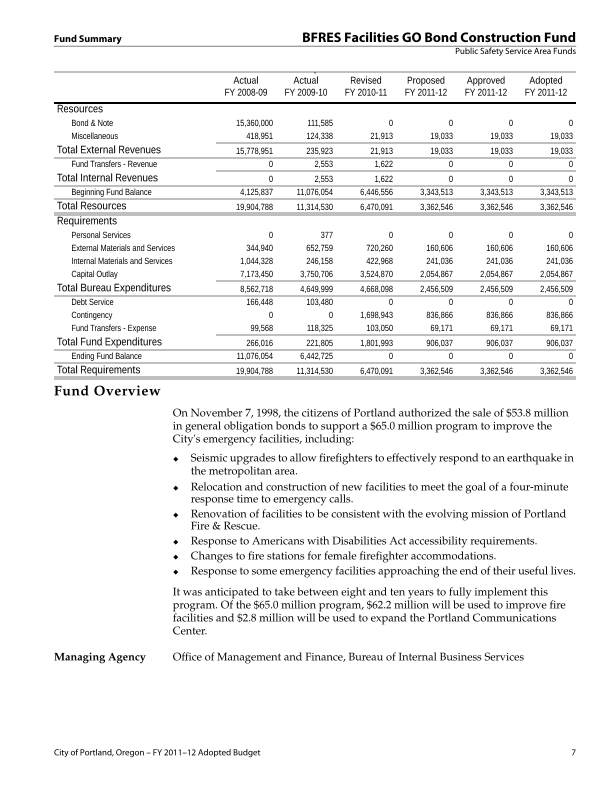 Fund Summary BFRES Facilities GO Bond Construction Fund
Public Safety Service Area Funds
Actual Actual Revised Proposed Approved Adopted
FY 2008-09 FY 2009-10 FY 2010-11 FY 2011-12 FY 2011-12 FY 2011-12
Resources
Bond & Note 15,360,000 111,585 0 0 0 0
Miscellaneous 418,951 124,338 21,913 19,033 19,033 19,033
Total External Revenues 15,778,951 235,923 21,913 19,033 19,033 19,033
Fund Transfers - Revenue 0 2,553 1,622 0 0 0
Total Internal Revenues 0 2,553 1,622 0 0 0
Beginning Fund Balance 4,125,837 11,076,054 6,446,556 3,343,513 3,343,513 3,343,513
Total Resources 19,904,788 11,314,530 6,470,091 3,362,546 3,362,546 3,362,546
Requirements
Personal Services 0 377 0 0 0 0
External Materials and Services 344,940 652,759 720,260 160,606 160,606 160,606
Internal Materials and Services 1,044,328 246,158 422,968 241,036 241,036 241,036
Capital Outlay 7,173,450 3,750,706 3,524,870 2,054,867 2,054,867 2,054,867
Total Bureau Expenditures 8,562,718 4,649,999 4,668,098 2,456,509 2,456,509 2,456,509
Debt Service 166,448 103,480 0 0 0 0
Contingency 0 0 1,698,943 836,866 836,866 836,866
Fund Transfers - Expense 99,568 118,325 103,050 69,171 69,171 69,171
Total Fund Expenditures 266,016 221,805 1,801,993 906,037 906,037 906,037
Ending Fund Balance 11,076,054 6,442,725 0 0 0 0
Total Requirements 19,904,788 11,314,530 6,470,091 3,362,546 3,362,546 3,362,546
Fund Overview
On November 7, 1998, the citizens of Portland authorized the sale of $53.8 million
in general obligation bonds to support a $65.0 million program to improve the
City's emergency facilities, including:
◆ Seismic upgrades to allow firefighters to effectively respond to an earthquake in
the metropolitan area.
◆ Relocation and construction of new facilities to meet the goal of a four-minute
response time to emergency calls.
◆ Renovation of facilities to be consistent with the evolving mission of Portland
Fire & Rescue.
◆ Response to Americans with Disabilities Act accessibility requirements.
◆ Changes to fire stations for female firefighter accommodations.
◆ Response to some emergency facilities approaching the end of their useful lives.
It was anticipated to take between eight and ten years to fully implement this
program. Of the $65.0 million program, $62.2 million will be used to improve fire
facilities and $2.8 million will be used to expand the Portland Communications
Center.
Managing Agency Office of Management and Finance, Bureau of Internal Business Services
City of Portland, Oregon – FY 2011–12 Adopted Budget 7